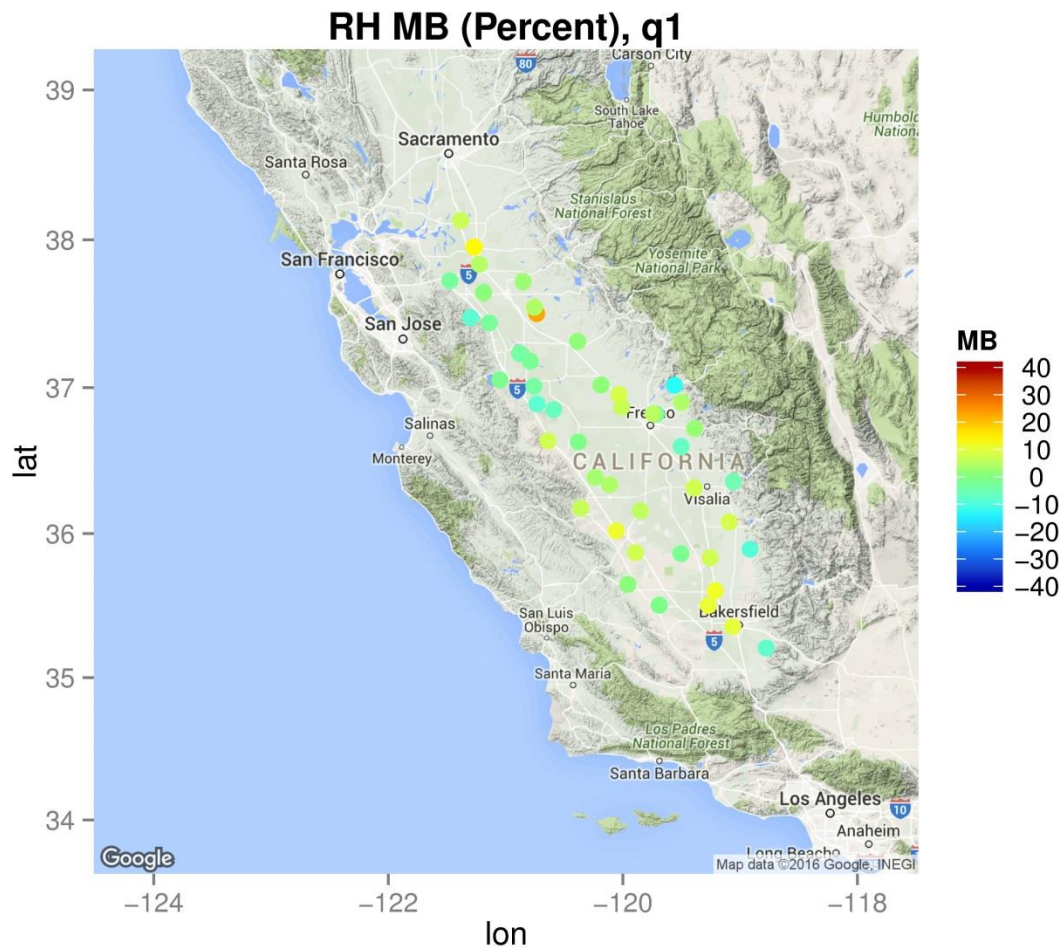 RH MB (Percent), q1
lat
39
38
37
36
35
34
80
Carson City
South Lake
Tahoe
Sacramento
Santa Rosa
Stanislaus
National Forest
Yosemite
National Park
San Francisco
5
San Jose
5
Salinas
Monterey
CALIFORNIA
Visalia
San Luis
Obispo
Bakersfield
5
Santa Maria
Los Padres
National Forest
Santa Barbara
Los Angeles
10
Anaheim
Long Beach
Google
Map data ©2016 Google, INEGI
−124
−122
−120
−118
lon
MB
40
30
20
10
0
−10
−20
−30
−40